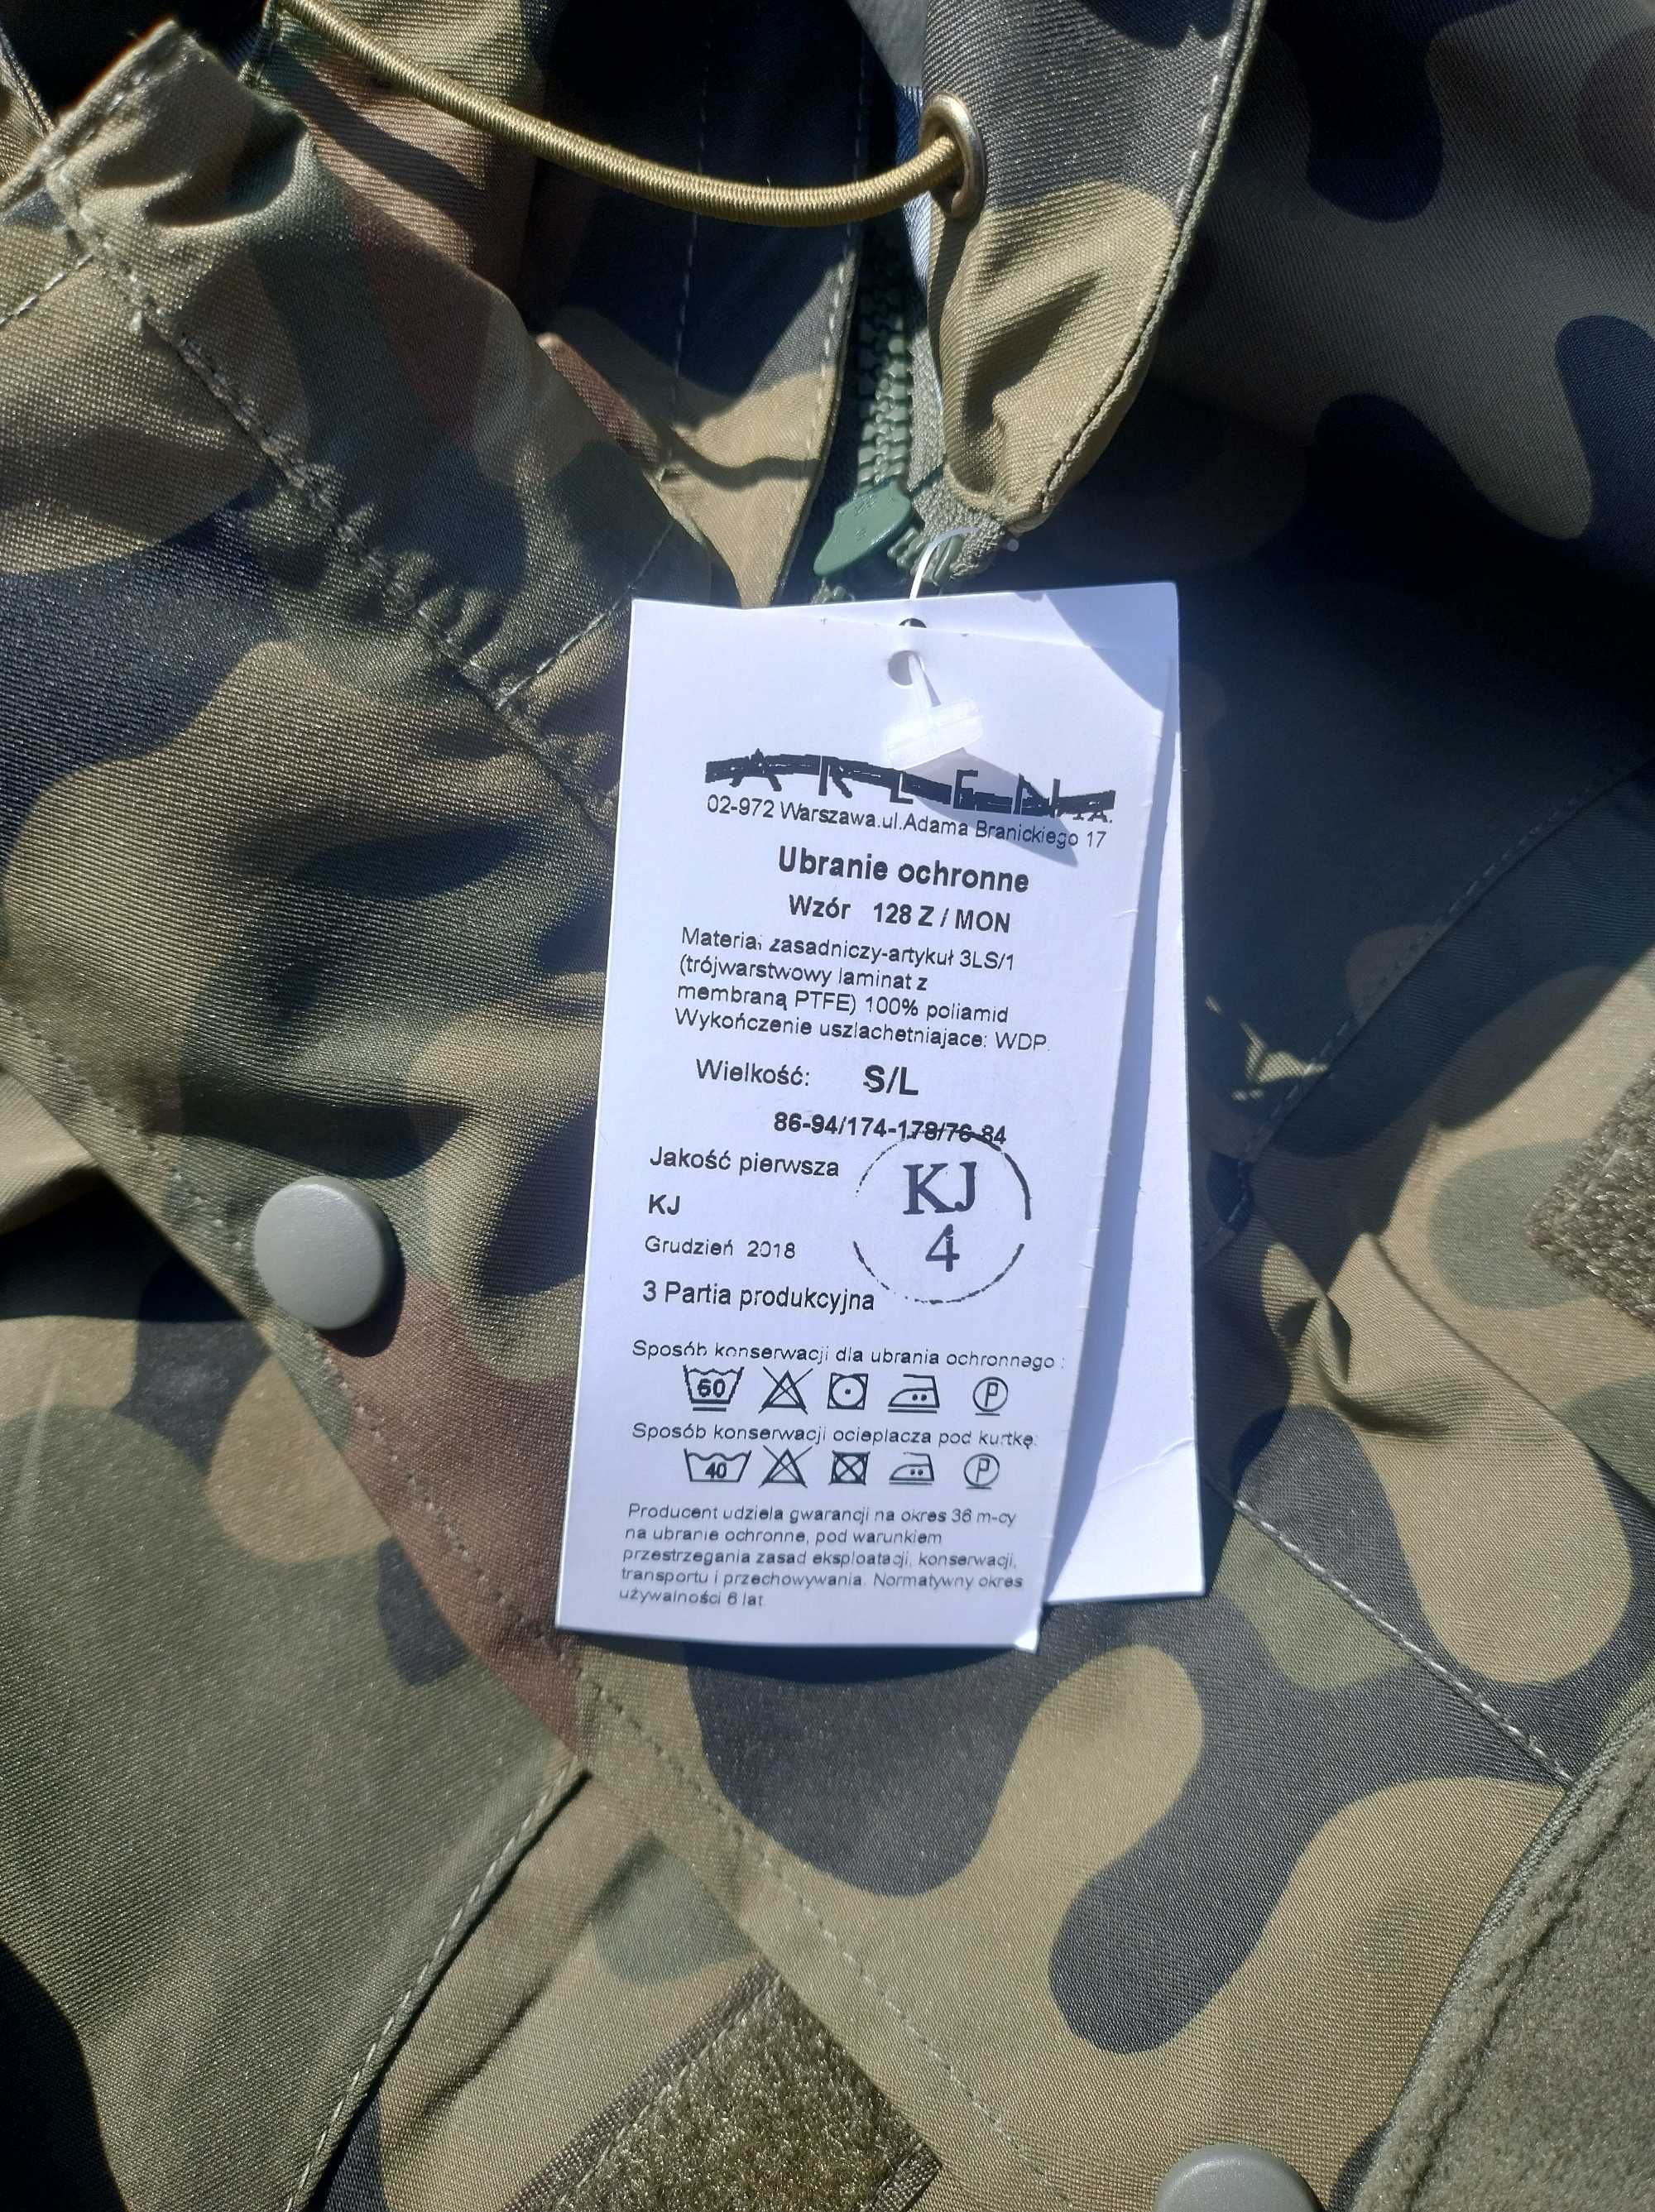 ARLEN S.A.
02-972 Warszawa.ul.Adama Branickiego 17
Ubranie ochronne
Wzór 128 Z / MON
Materiał zasadniczy-artykuł 3LS/1
(trójwarstwowy laminat z
membraną PTFE) 100% poliamid
Wykończenie uszlachetniajace: WDP.
Wielkość: S/L
86-94/174-178/76-84
Jakość pierwsza
KJ
KJ
4
Grudzień 2018
3 Partia produkcyjna
Sposób konserwacji dla ubrania ochronnego :
60 P
Sposób konserwacji ocieplacza pod kurtkę:
40 P
Producent udziela gwarancji na okres 36 m-cy
na ubranie ochronne, pod warunkiem
przestrzegania zasad eksploatacji, konserwacji,
transportu i przechowywania. Normatywny okres
używalności 6 lat